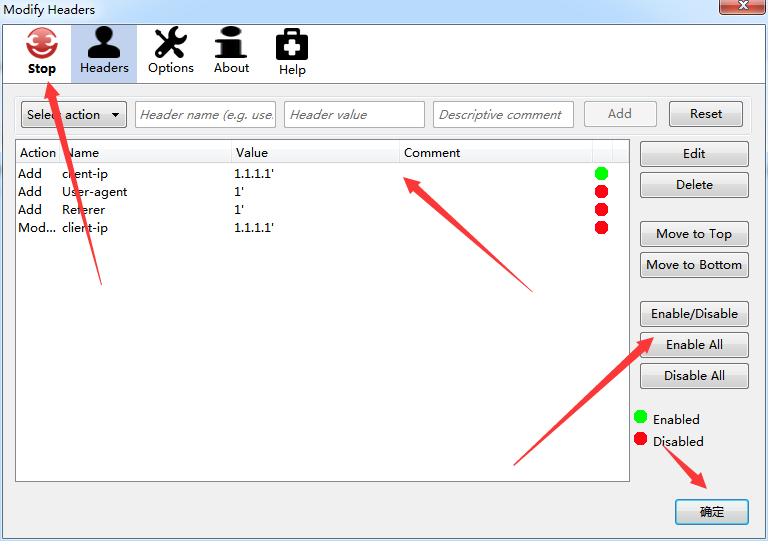 Modify Headers
Stop Headers Options About Help
Select action Header name (e.g. use Header value Descriptive comment Add Reset
Action Name Value Comment
Add client-ip 1.1.1.1'
Add User-agent 1'
Add Referer 1'
Mod... client-ip 1.1.1.1'
Edit
Delete
Move to Top
Move to Bottom
Enable/Disable
Enable All
Disable All
Enabled
Disabled
确定